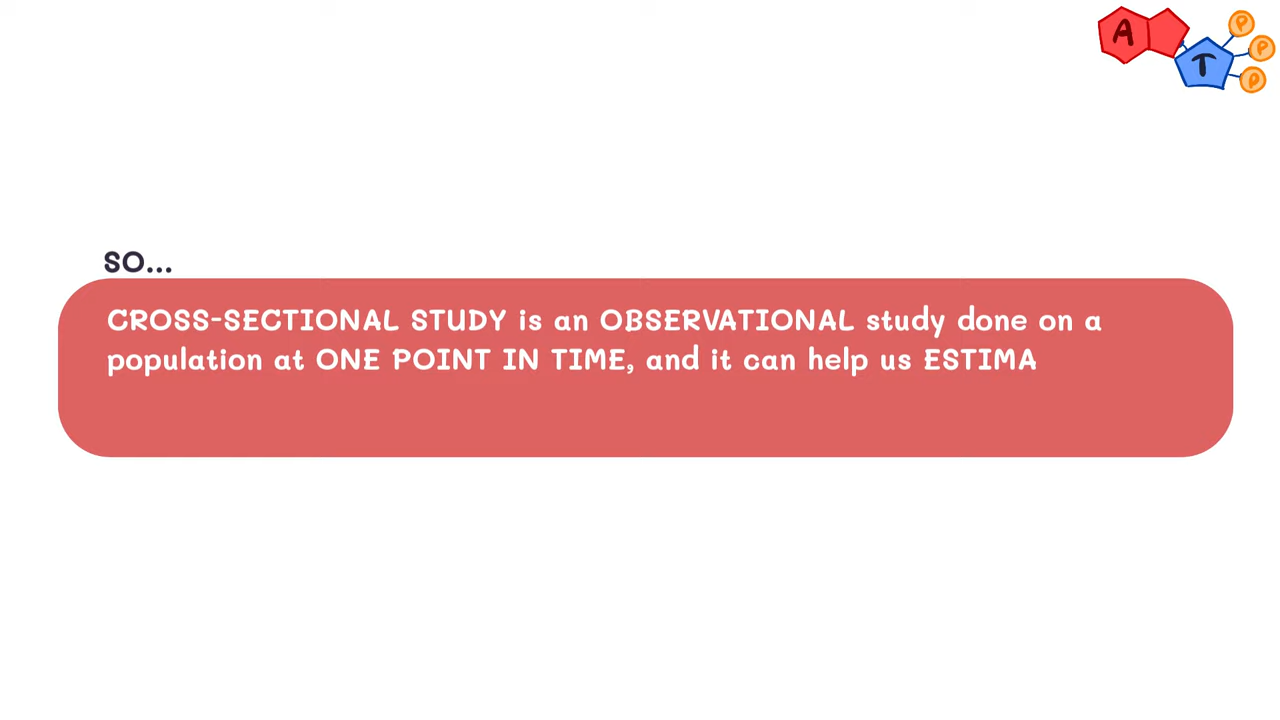 A
T
P
P
P
SO...
CROSS-SECTIONAL STUDY is an OBSERVATIONAL study done on a
population at ONE POINT IN TIME, and it can help us ESTIMA